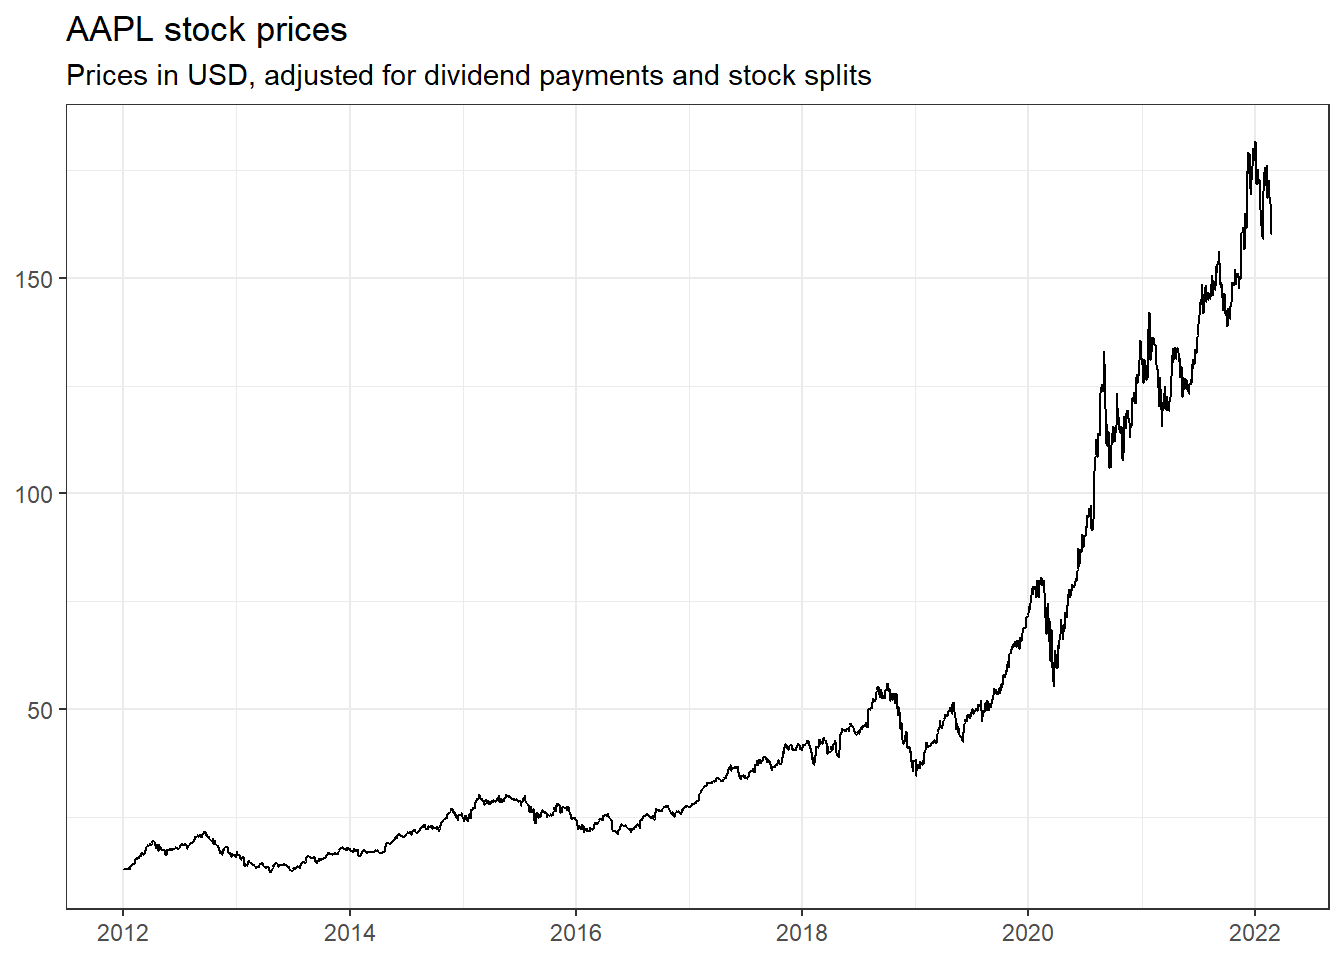 AAPL stock prices
Prices in USD, adjusted for dividend payments and stock splits
150
100
50
2012 2014 2016 2018 2020 2022